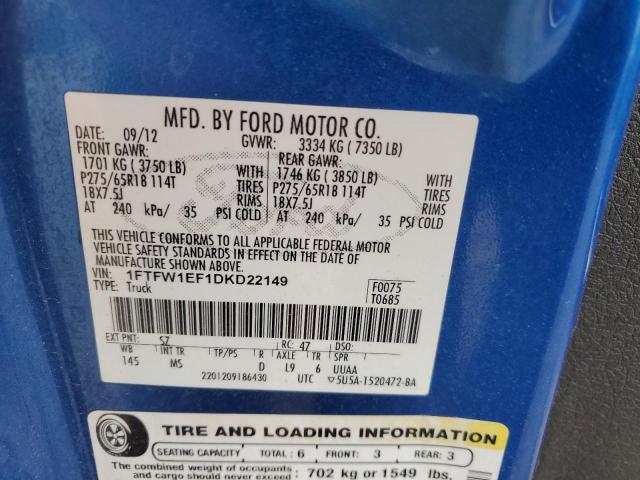 MFD. BY FORD MOTOR CO.
DATE: 09/12 GVWR: 3334 KG ( 7350 LB)
FRONT GAWR: REAR GAWR:
1701 KG ( 3750 LB) WITH 1746 KG ( 3850 LB) WITH
P275/65R18 114T TIRES P275/65R18 114T TIRES
18X7.5J RIMS 18X7.5J RIMS
AT 240 kPa/ 35 PSI COLD AT 240 kPa/ 35 PSI COLD
THIS VEHICLE CONFORMS TO ALL APPLICABLE FEDERAL MOTOR
VEHICLE SAFETY STANDARDS IN EFFECT ON THE DATE OF
MANUFACTURE SHOWN ABOVE.
VIN: 1FTFW1EF1DKD22149 F0075
TYPE: Truck T0685
EXT PNT: SZ RC: 47 DSO:
WB INT TR TP/PS R AXLE TR SPR
145 MS D L9 6 UUAA
2201209186430 UTC ▽5U5A-1520472-BA
TIRE AND LOADING INFORMATION
SEATING CAPACITY TOTAL: 6 FRONT: 3 REAR: 3
The combined weight of occupants
and cargo should never exceed: 702 kg or 1549 lbs.